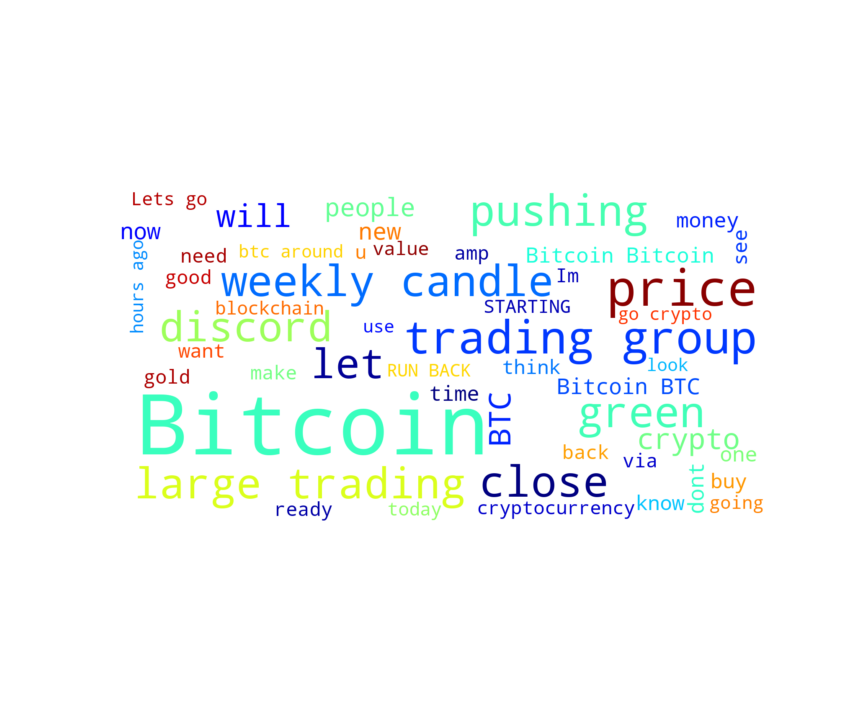 Lets go
will
people
pushing
money
now
new
see
hours ago
need
btc around
u
value
amp
Bitcoin Bitcoin
good
weekly candle
Im
price
blockchain
STARTING
go crypto
discord
use
trading group
want
let
RUN BACK
think
look
gold
make
time
Bitcoin BTC
Bitcoin
BTC
green
crypto
one
back
via
large trading
close
dont
buy
ready
today
cryptocurrency
know
going